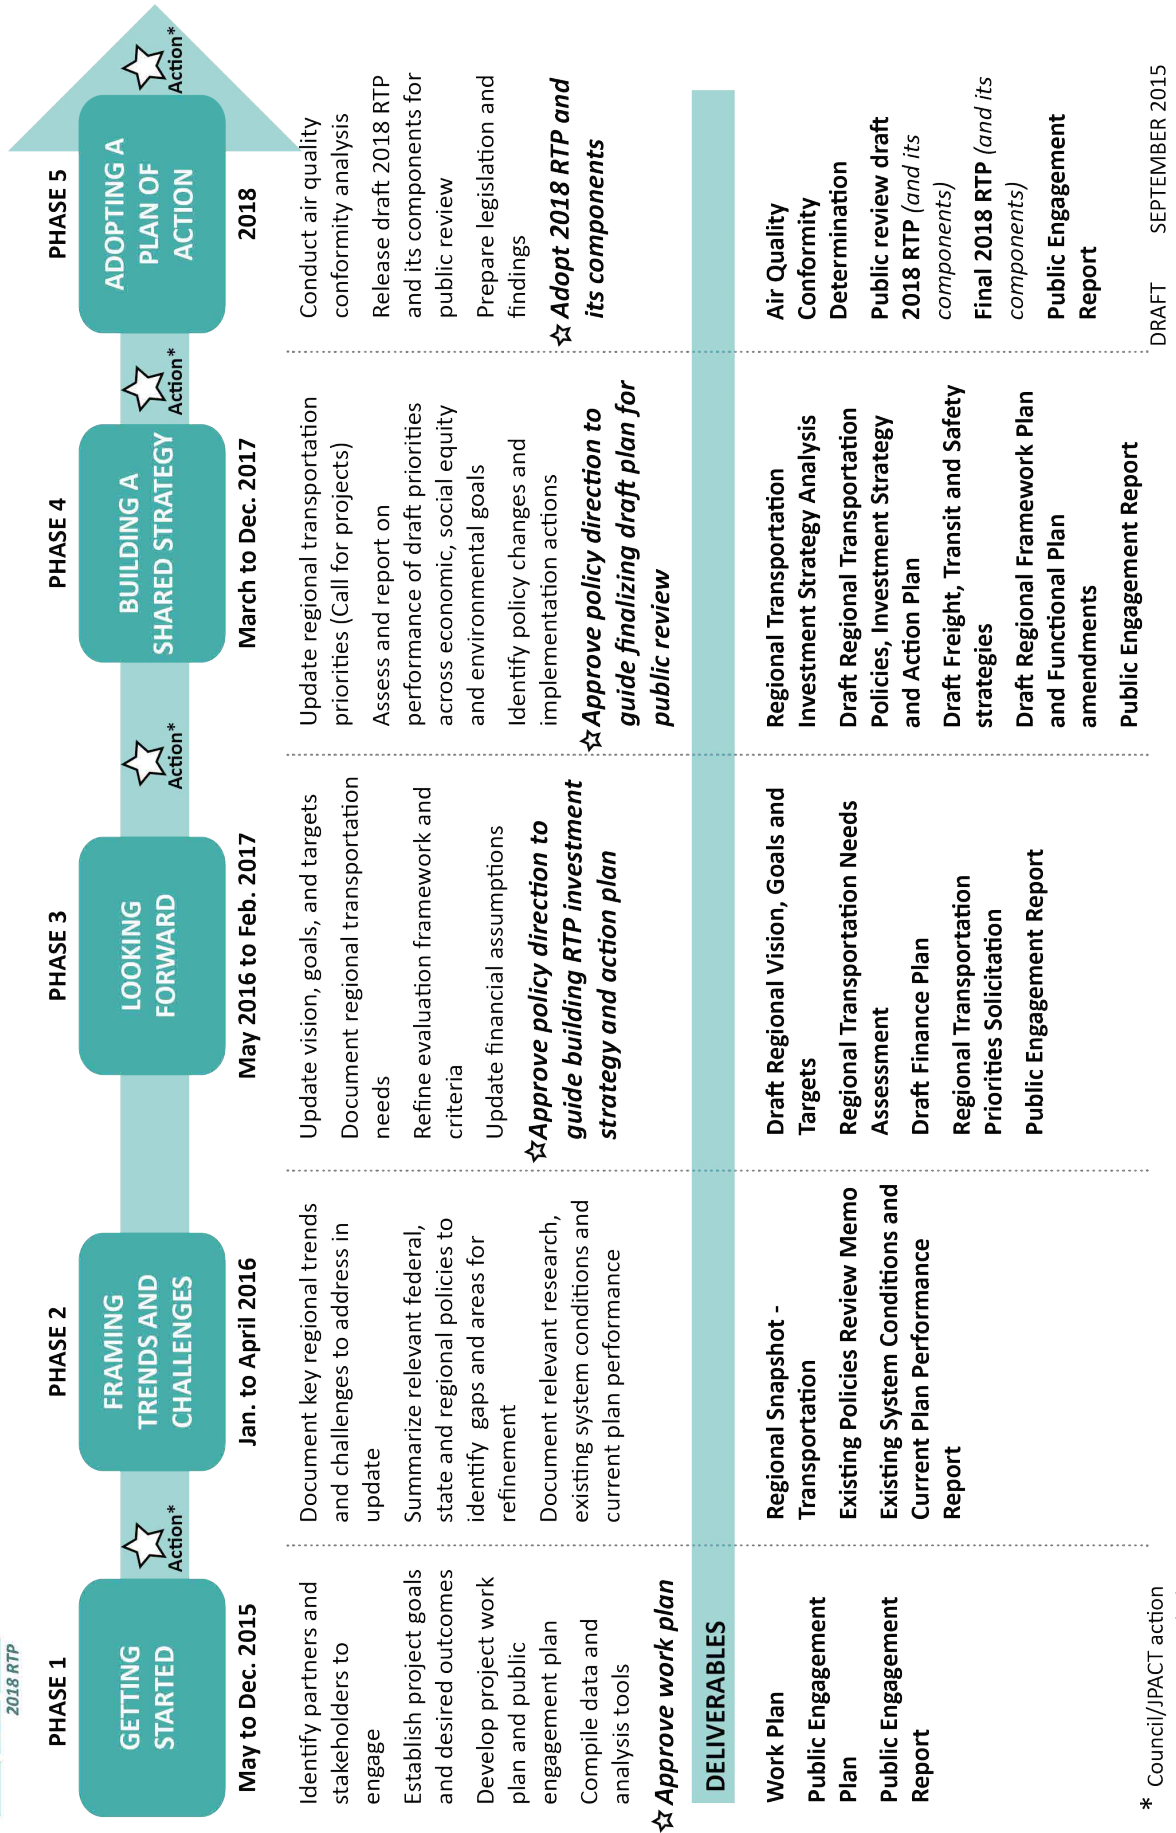 2018 RTP
PHASE 1
GETTING
STARTED
May to Dec. 2015
Identify partners and
stakeholders to
engage
Establish project goals
and desired outcomes
Develop project work
plan and public
engagement plan
Compile data and
analysis tools
Approve work plan
PHASE 2
FRAMING
TRENDS AND
CHALLENGES
Jan. to April 2016
Document key regional trends
and challenges to address in
update
Summarize relevant federal,
state and regional policies to
identify gaps and areas for
refinement
Document relevant research,
existing system conditions and
current plan performance
PHASE 3
LOOKING
FORWARD
May 2016 to Feb. 2017
Update vision, goals, and targets
Document regional transportation
needs
Refine evaluation framework and
criteria
Update financial assumptions
Approve policy direction to
guide building RTP investment
strategy and action plan
PHASE 4
BUILDING A
SHARED STRATEGY
March to Dec. 2017
Update regional transportation
priorities (Call for projects)
Assess and report on
performance of draft priorities
across economic, social equity
and environmental goals
Identify policy changes and
implementation actions
Approve policy direction to
guide finalizing draft plan for
public review
PHASE 5
ADOPTING A
PLAN OF
ACTION
2018
Conduct air quality
conformity analysis
Release draft 2018 RTP
and its components for
public review
Prepare legislation and
findings
Adopt 2018 RTP and
its components
Action*
Action*
Action*
Action*
DELIVERABLES
Work Plan
Public Engagement
Plan
Public Engagement
Report
Regional Snapshot -
Transportation
Existing Policies Review Memo
Existing System Conditions and
Current Plan Performance
Report
Draft Regional Vision, Goals and
Targets
Regional Transportation Needs
Assessment
Draft Finance Plan
Regional Transportation
Priorities Solicitation
Public Engagement Report
Regional Transportation
Investment Strategy Analysis
Draft Regional Transportation
Policies, Investment Strategy
and Action Plan
Draft Freight, Transit and Safety
strategies
Draft Regional Framework Plan
and Functional Plan
amendments
Public Engagement Report
Air Quality
Conformity
Determination
Public review draft
2018 RTP (and its
components)
Final 2018 RTP (and its
components)
Public Engagement
Report
* Council/JPACT action
DRAFT SEPTEMBER 2015